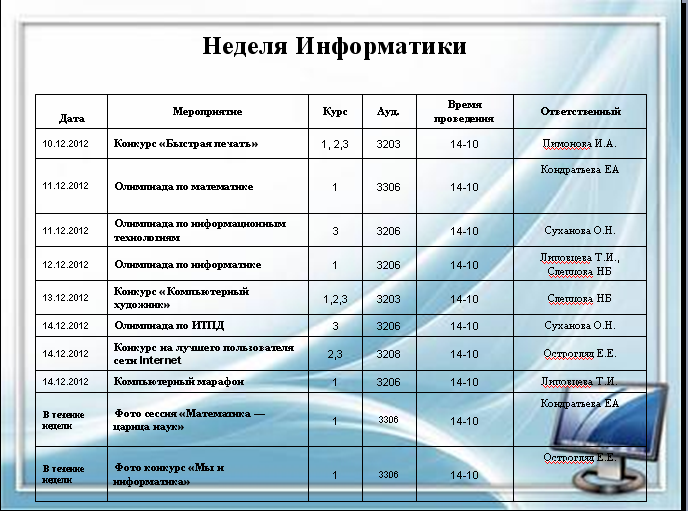 Неделя Информатики
Дата Мероприятие Курс Ауд. Время проведения Ответственный
10.12.2012 Конкурс «Быстрая печать» 1, 2,3 3203 14-10 Лимонова И.А.
11.12.2012 Олимпиада по математике 1 3306 14-10 Кондратьева ЕА
11.12.2012 Олимпиада по информационным технологиям 3 3206 14-10 Суханова О.Н.
12.12.2012 Олимпиада по информатике 1 3206 14-10 Липовцева Т.И., Слепцова НБ
13.12.2012 Конкурс «Компьютерный художник» 1,2,3 3203 14-10 Слепцова НБ
14.12.2012 Олимпиада по ИТПД 3 3206 14-10 Суханова О.Н.
14.12.2012 Конкурс на лучшего пользователя сети Internet 2,3 3208 14-10 Остроглад Е.Е.
14.12.2012 Компьютерный марафон 1 3206 14-10 Липовцева Т.И.
В течение недели Фото сессия «Математика — царица наук» 1 3306 14-10 Кондратьева ЕА
В течение недели Фото конкурс «Мы и информатика» 1 3306 14-10 Остроглад Е.Е.